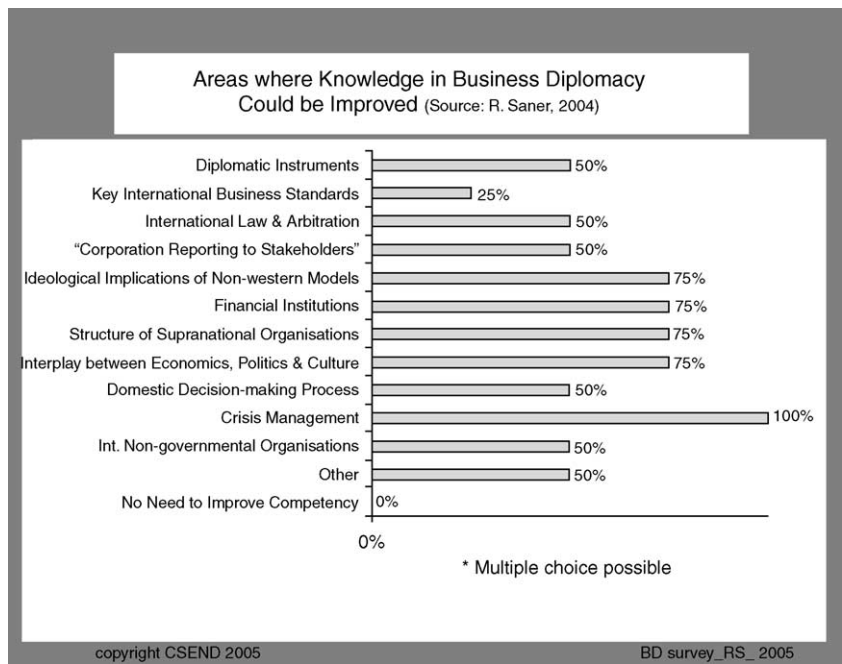 Areas where Knowledge in Business Diplomacy
Could be Improved (Source: R. Saner, 2004)
Diplomatic Instruments 50%
Key International Business Standards 25%
International Law & Arbitration 50%
“Corporation Reporting to Stakeholders” 50%
Ideological Implications of Non-western Models 75%
Financial Institutions 75%
Structure of Supranational Organisations 75%
Interplay between Economics, Politics & Culture 75%
Domestic Decision-making Process 50%
Crisis Management 100%
Int. Non-governmental Organisations 50%
Other 50%
No Need to Improve Competency 0%
0%
* Multiple choice possible
copyright CSEND 2005 BD survey_RS_ 2005